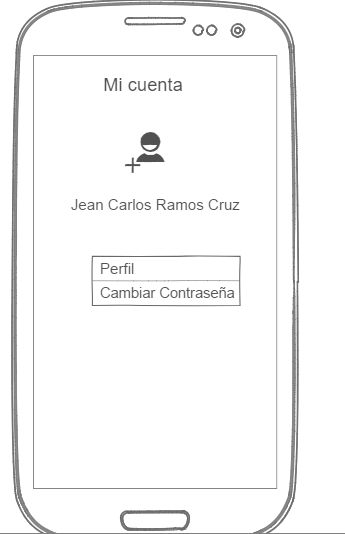 Mi cuenta
Jean Carlos Ramos Cruz
Perfil
Cambiar Contraseña